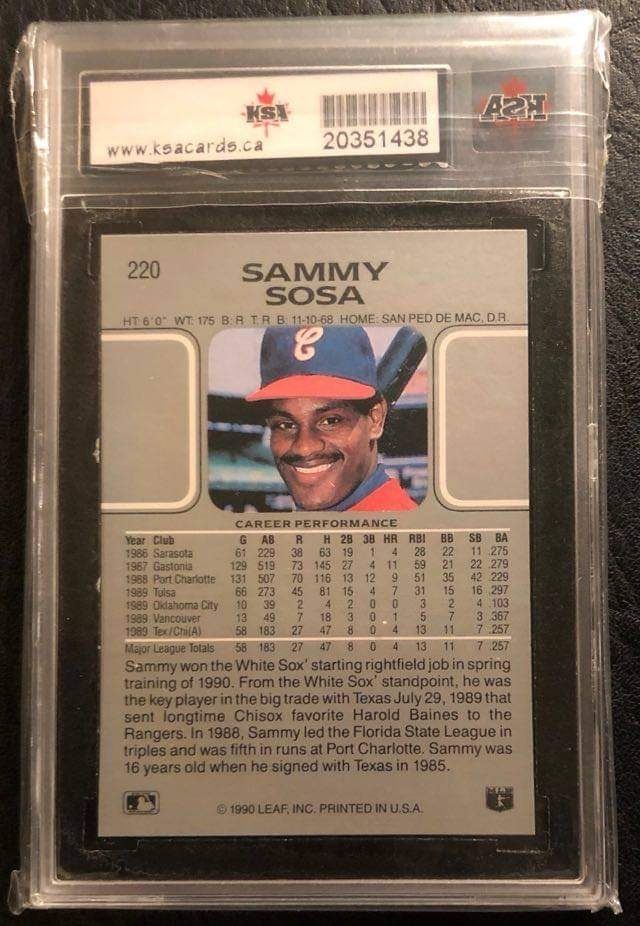 KSA
www.ksacards.ca
20351438
KSA
220
SAMMY
SOSA
HT: 6'0" WT: 175 B: R T: R B: 11-10-68 HOME: SAN PED DE MAC, D.R.
C
CAREER PERFORMANCE
Year Club G AB R H 2B 3B HR RBI BB SB BA
1986 Sarasota 61 229 38 63 19 1 4 28 22 11 .275
1987 Gastonia 129 519 73 145 27 4 11 59 21 22 .279
1988 Port Charlotte 131 507 70 116 13 12 9 51 35 42 .229
1989 Tulsa 66 273 45 81 15 4 7 31 15 16 .297
1989 Oklahoma City 10 39 2 4 2 0 0 3 2 4 .103
1989 Vancouver 13 49 7 18 3 0 1 5 7 3 .367
1989 Tex/Chi(A) 58 183 27 47 8 0 4 13 11 7 .257
Major League Totals 58 183 27 47 8 0 4 13 11 7 .257
Sammy won the White Sox' starting rightfield job in spring
training of 1990. From the White Sox' standpoint, he was
the key player in the big trade with Texas July 29, 1989 that
sent longtime Chisox favorite Harold Baines to the
Rangers. In 1988, Sammy led the Florida State League in
triples and was fifth in runs at Port Charlotte. Sammy was
16 years old when he signed with Texas in 1985.
© 1990 LEAF, INC. PRINTED IN U.S.A.